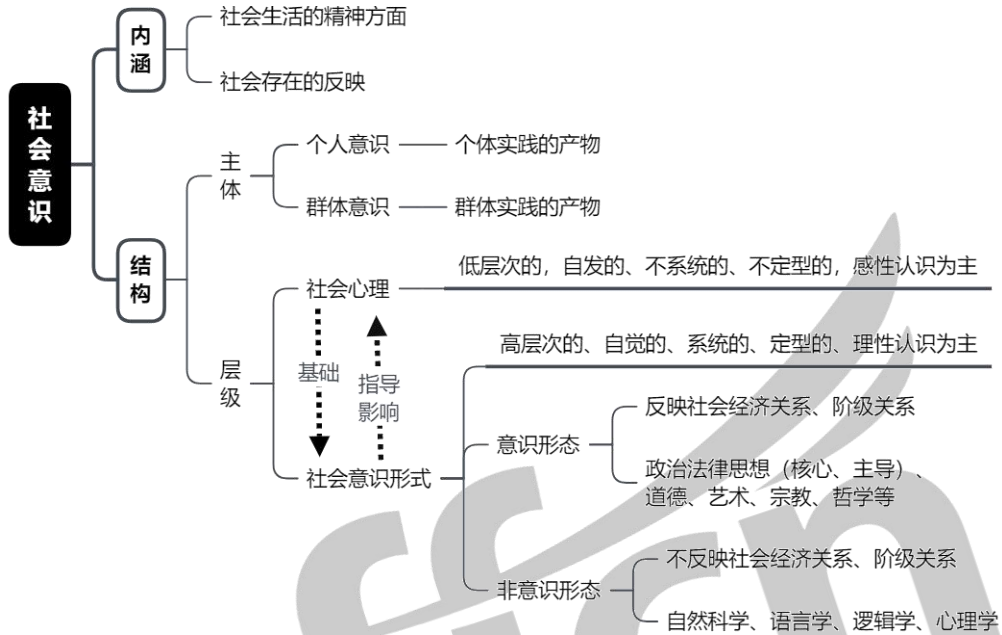 社会意识
内涵
社会生活的精神方面
社会存在的反映
结构
主体
个人意识
个体实践的产物
群体意识
群体实践的产物
层级
社会心理
低层次的，自发的、不系统的、不定型的，感性认识为主
基础
指导
影响
社会意识形式
高层次的、自觉的、系统的、定型的、理性认识为主
意识形态
反映社会经济关系、阶级关系
政治法律思想（核心、主导）、
道德、艺术、宗教、哲学等
非意识形态
不反映社会经济关系、阶级关系
自然科学、语言学、逻辑学、心理学